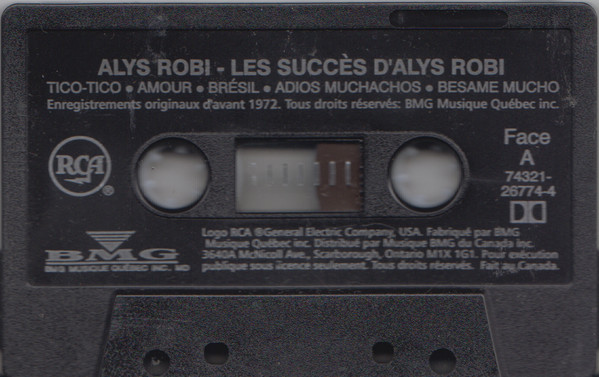 ALYS ROBI - LES SUCCÈS D'ALYS ROBI
TICO-TICO • AMOUR • BRÉSIL • ADIOS MUCHACHOS • BESAME MUCHO
Enregistrements originaux d'avant 1972. Tous droits réservés: BMG Musique Québec inc.
RCA
®
Face
A
74321-
26774-4
BMG
BMG MUSIQUE QUÉBEC INC., MD
Logo RCA ®General Electric Company, USA. Fabriqué par BMG
Musique Québec inc. Distribué par Musique BMG du Canada inc.
3640A McNicoll Ave., Scarborough, Ontario M1X 1G1. Pour exécution
publique sous licence seulement. Tous droits réservés. Fait au Canada.